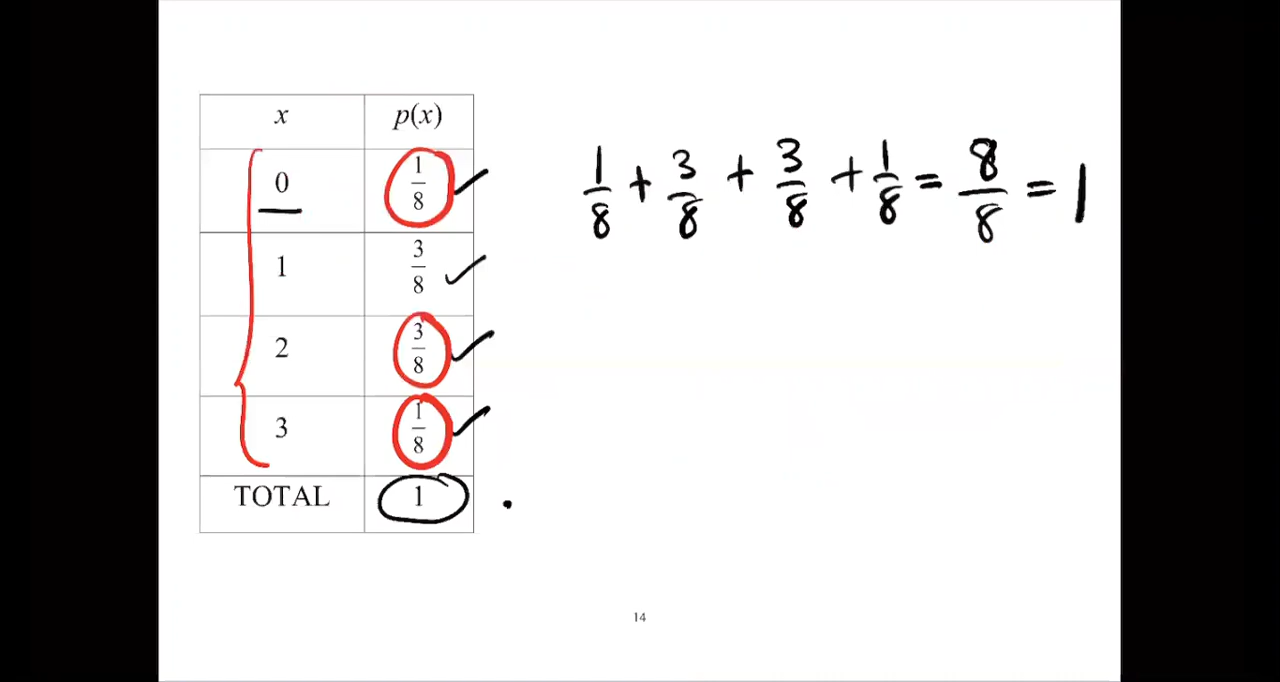 x p(x)
0 1/8
1 3/8
2 3/8
3 1/8
TOTAL 1
1/8 + 3/8 + 3/8 + 1/8 = 8/8 = 1
14